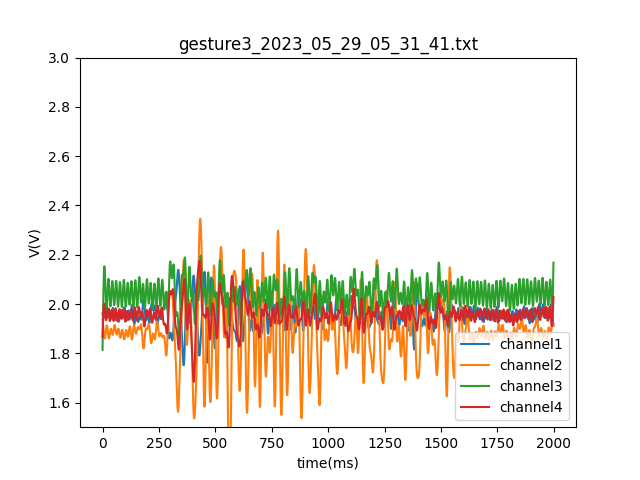 gesture3_2023_05_29_05_31_41.txt
V(V)
3.0
2.8
2.6
2.4
2.2
2.0
1.8
1.6
channel1
channel2
channel3
channel4
0 250 500 750 1000 1250 1500 1750 2000
time(ms)